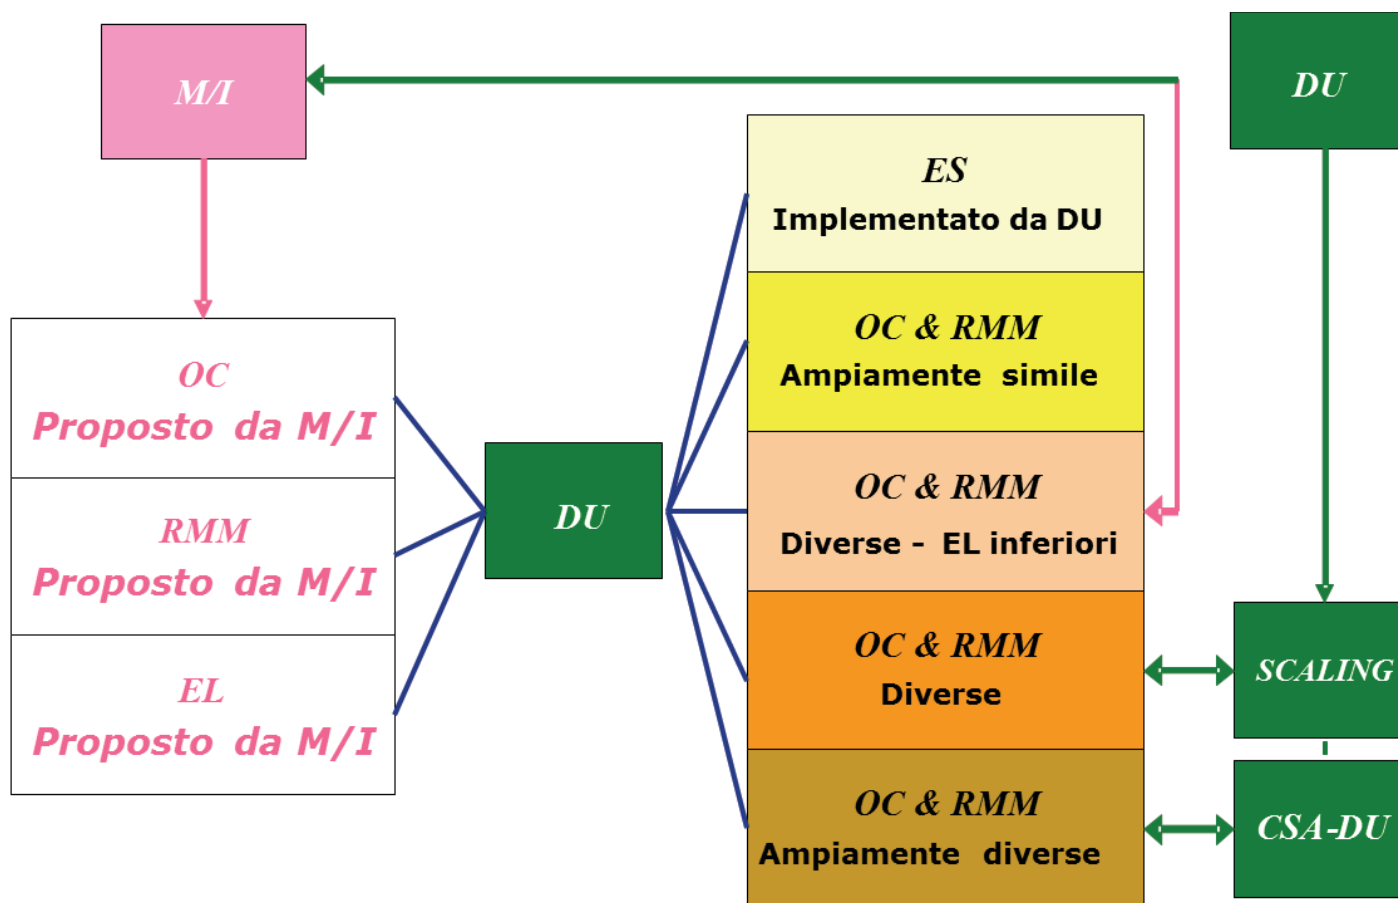 M/I
DU
OC
Proposto da M/I
RMM
Proposto da M/I
EL
Proposto da M/I
DU
ES
Implementato da DU
OC & RMM
Ampiamente simile
OC & RMM
Diverse - EL inferiori
OC & RMM
Diverse
OC & RMM
Ampiamente diverse
SCALING
CSA-DU